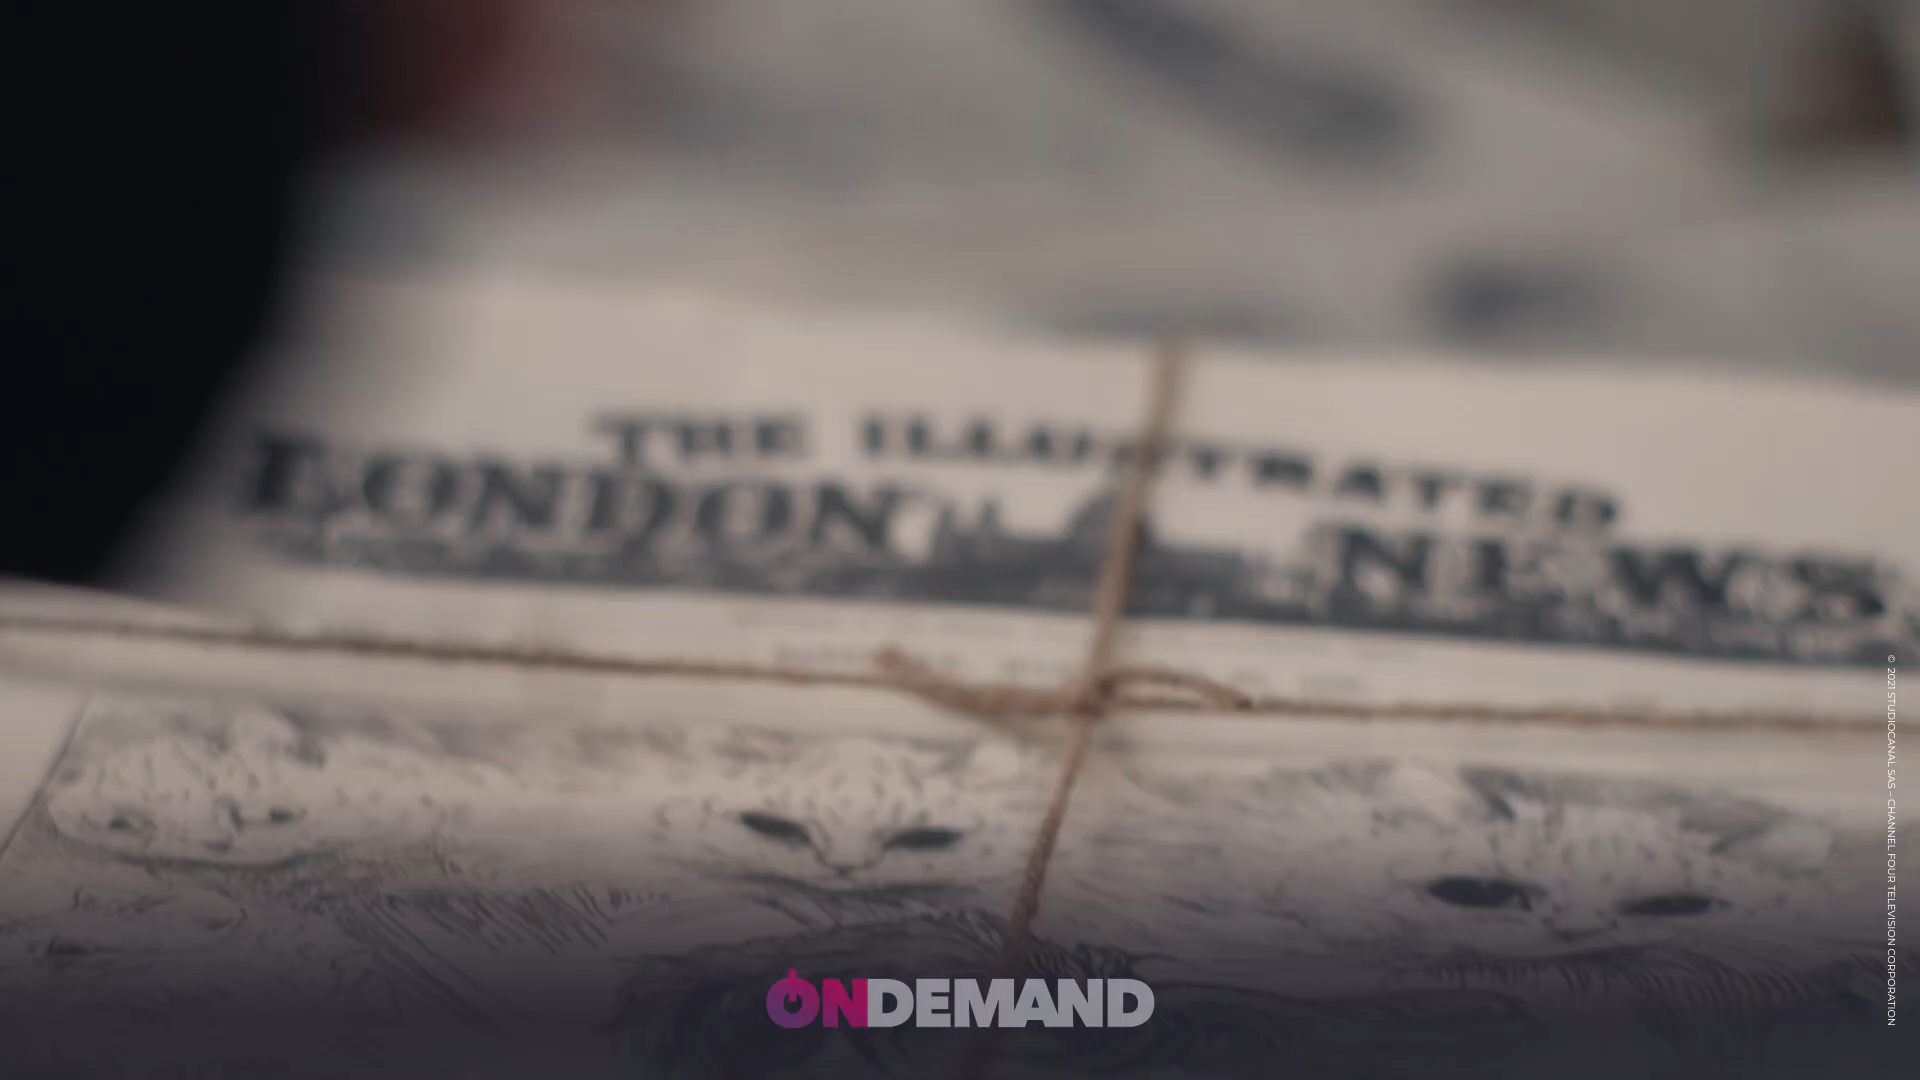 THE ILLUSTRATED
LONDON NEWS
ONDEMAND
© 2021 STUDIOCANAL SAS – CHANNEL FOUR TELEVISION CORPORATION